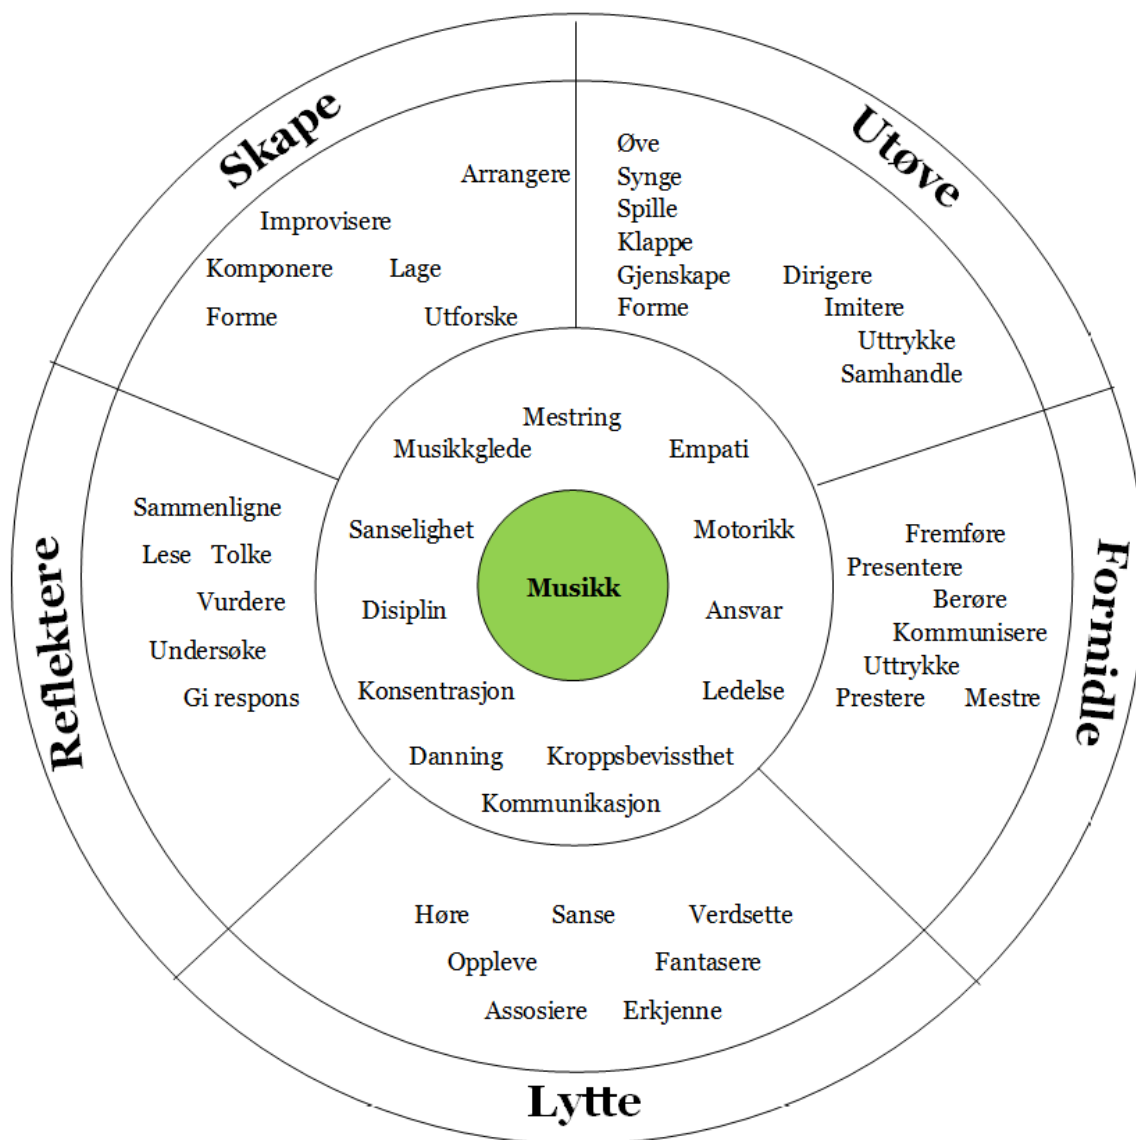 Skape
Arrangere
Improvisere
Komponere Lage
Forme Utforske
Utøve
Øve
Synge
Spille
Klappe
Gjenskape Dirigere
Forme Imitere
Uttrykke
Samhandle
Formidle
Fremføre
Presentere
Berøre
Kommunisere
Uttrykke
Prestere Mestre
Lytte
Høre Sanse Verdsette
Oppleve Fantasere
Assosiere Erkjenne
Reflektere
Sammenligne
Lese Tolke
Vurdere
Undersøke
Gi respons
Mestring
Musikkglede Empati
Sanselighet Motorikk
Musikk
Disiplin Ansvar
Konsentrasjon Ledelse
Danning Kroppsbevissthet
Kommunikasjon